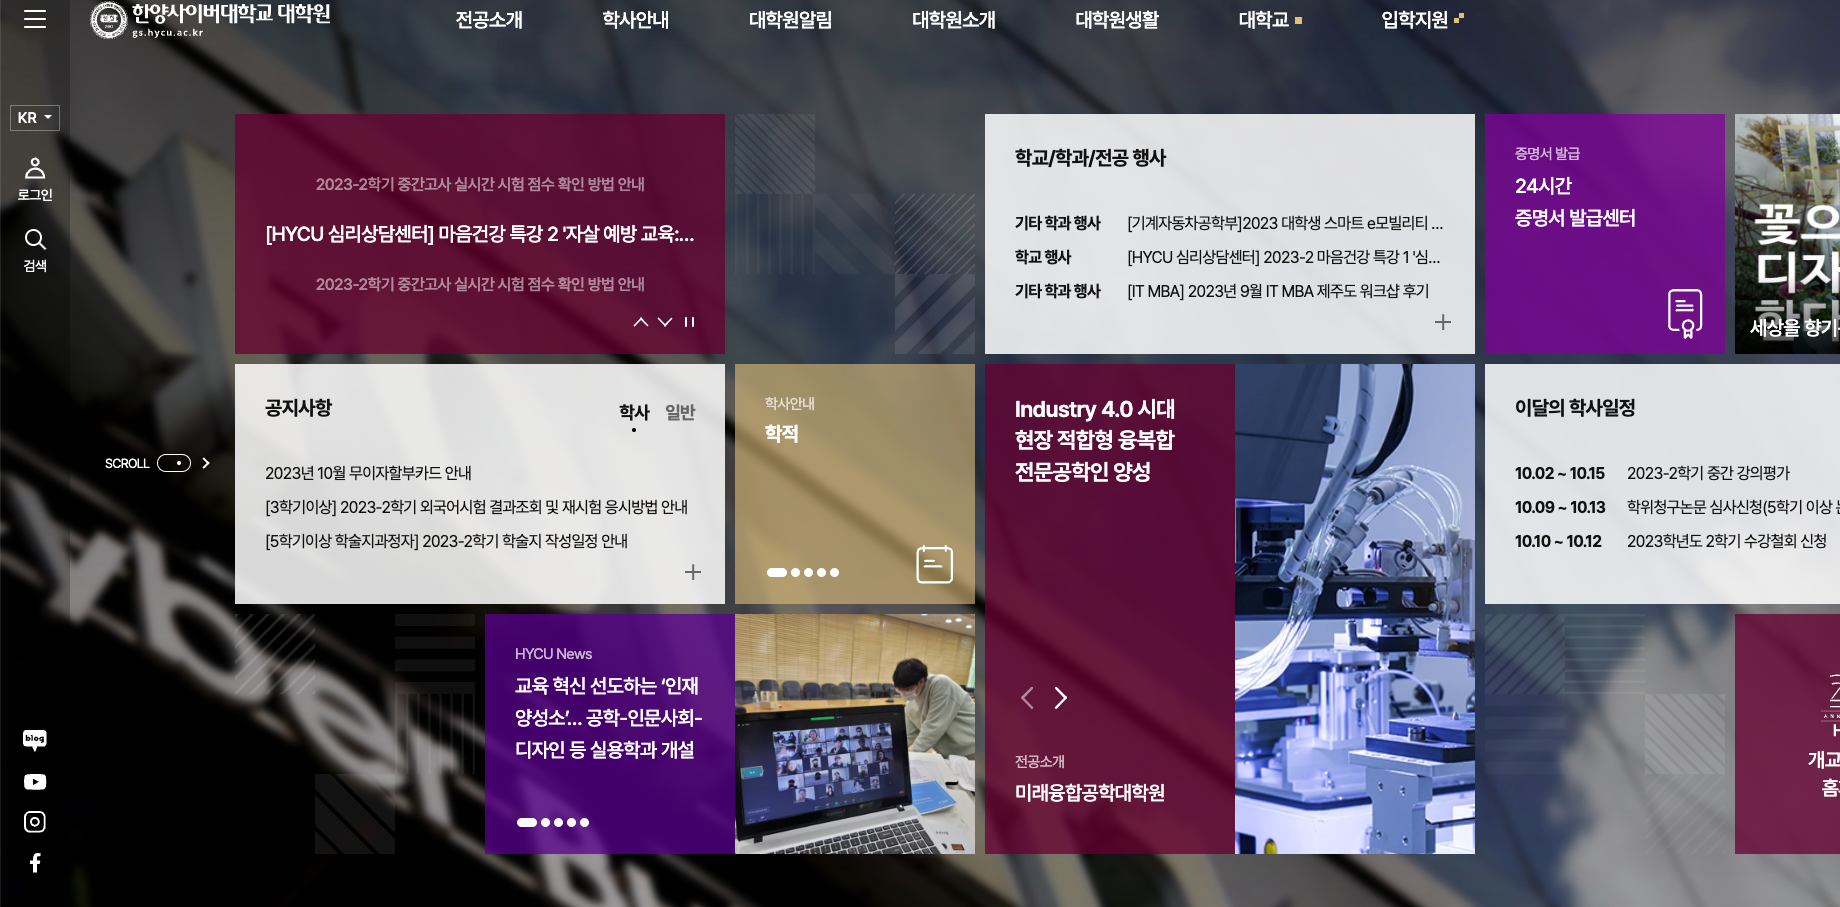 한양사이버대학교 대학원
gs.hycu.ac.kr
전공소개
학사안내
대학원알림
대학원소개
대학원생활
대학교
입학지원
KR
로그인
검색
SCROLL
blog
2023-2학기 중간고사 실시간 시험 점수 확인 방법 안내
[HYCU 심리상담센터] 마음건강 특강 2 '자살 예방 교육:...
2023-2학기 중간고사 실시간 시험 점수 확인 방법 안내
학교/학과/전공 행사
기타 학과 행사 [기계자동차공학부]2023 대학생 스마트 e모빌리티 ...
학교 행사 [HYCU 심리상담센터] 2023-2 마음건강 특강 1 '심...
기타 학과 행사 [IT MBA] 2023년 9월 IT MBA 제주도 워크샵 후기
증명서 발급
24시간
증명서 발급센터
꽃으
디자
세상을 향기
공지사항
학사 일반
2023년 10월 무이자할부카드 안내
[3학기이상] 2023-2학기 외국어시험 결과조회 및 재시험 응시방법 안내
[5학기이상 학술지과정자] 2023-2학기 학술지 작성일정 안내
학사안내
학적
Industry 4.0 시대
현장 적합형 융복합
전문공학인 양성
전공소개
미래융합공학대학원
이달의 학사일정
10.02 ~ 10.15 2023-2학기 중간 강의평가
10.09 ~ 10.13 학위청구논문 심사신청(5학기 이상
10.10 ~ 10.12 2023학년도 2학기 수강철회 신청
HYCU News
교육 혁신 선도하는 ‘인재
양성소’... 공학-인문사회-
디자인 등 실용학과 개설
개교
홈